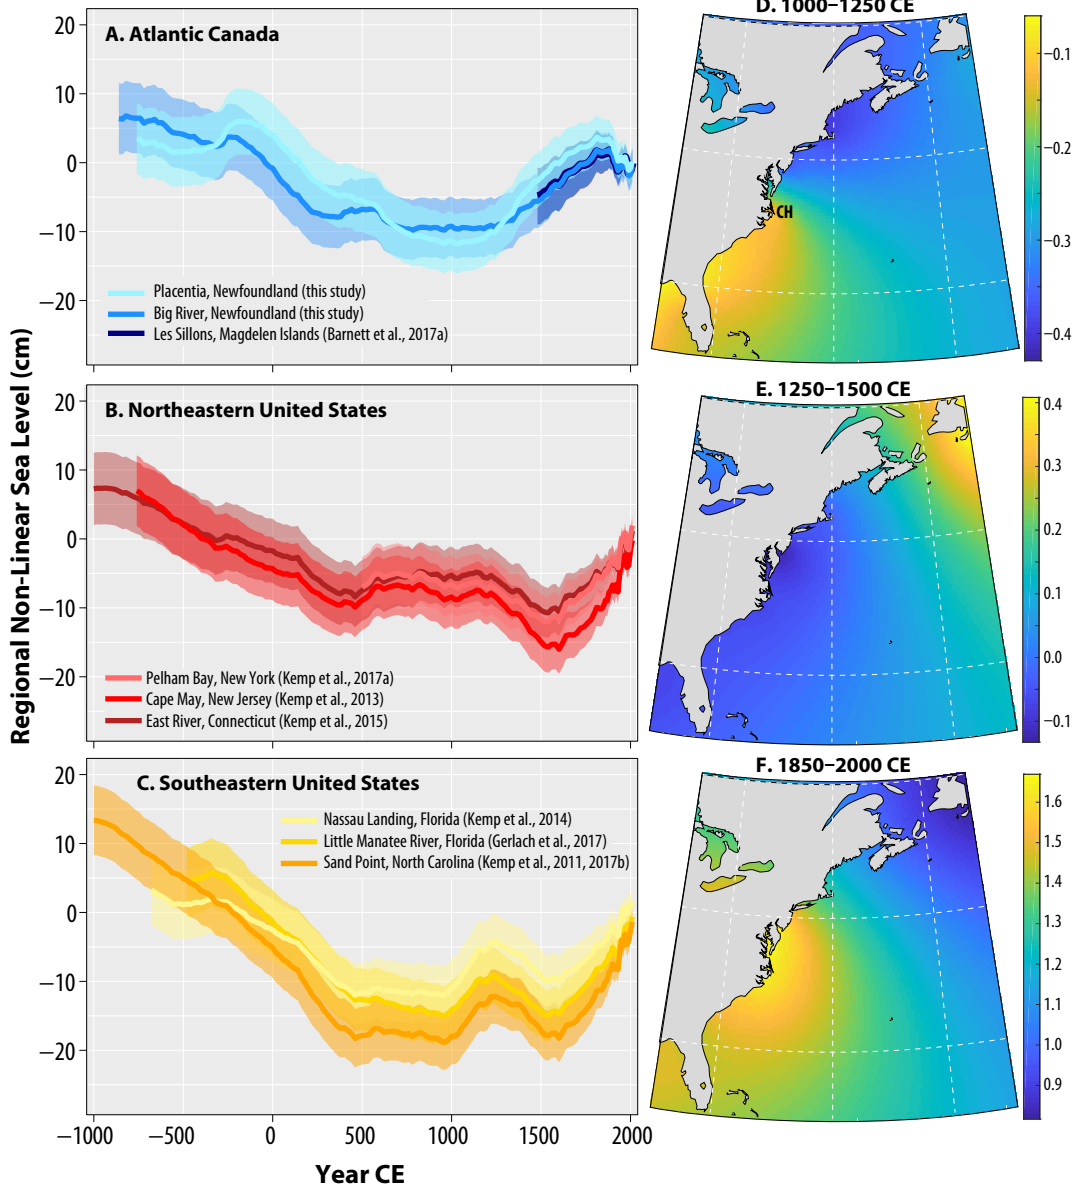 A. Atlantic Canada
20
10
0
−10
−20
Placentia, Newfoundland (this study)
Big River, Newfoundland (this study)
Les Sillons, Magdelen Islands (Barnett et al., 2017a)
Regional Non-Linear Sea Level (cm)
B. Northeastern United States
20
10
0
−10
−20
Pelham Bay, New York (Kemp et al., 2017a)
Cape May, New Jersey (Kemp et al., 2013)
East River, Connecticut (Kemp et al., 2015)
C. Southeastern United States
20
10
0
−10
−20
Nassau Landing, Florida (Kemp et al., 2014)
Little Manatee River, Florida (Gerlach et al., 2017)
Sand Point, North Carolina (Kemp et al., 2011, 2017b)
−1000 −500 0 500 1000 1500 2000
Year CE
D. 1000–1250 CE
CH
−0.1
−0.2
−0.3
−0.4
E. 1250–1500 CE
0.4
0.3
0.2
0.1
0.0
−0.1
F. 1850–2000 CE
1.6
1.5
1.4
1.3
1.2
1.1
1.0
0.9